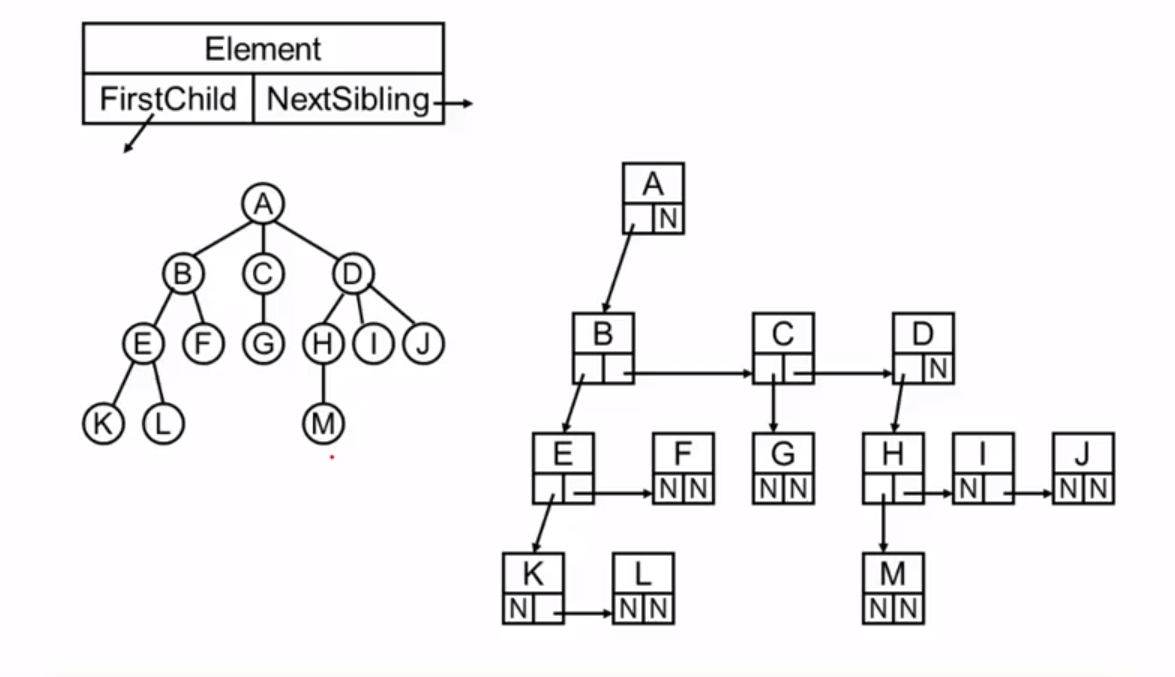 Element
FirstChild NextSibling
A
B C D
E F G H I J
K L M
A
N
B C D
N
E F G H I J
N N N N N N N
K L M
N N N N N